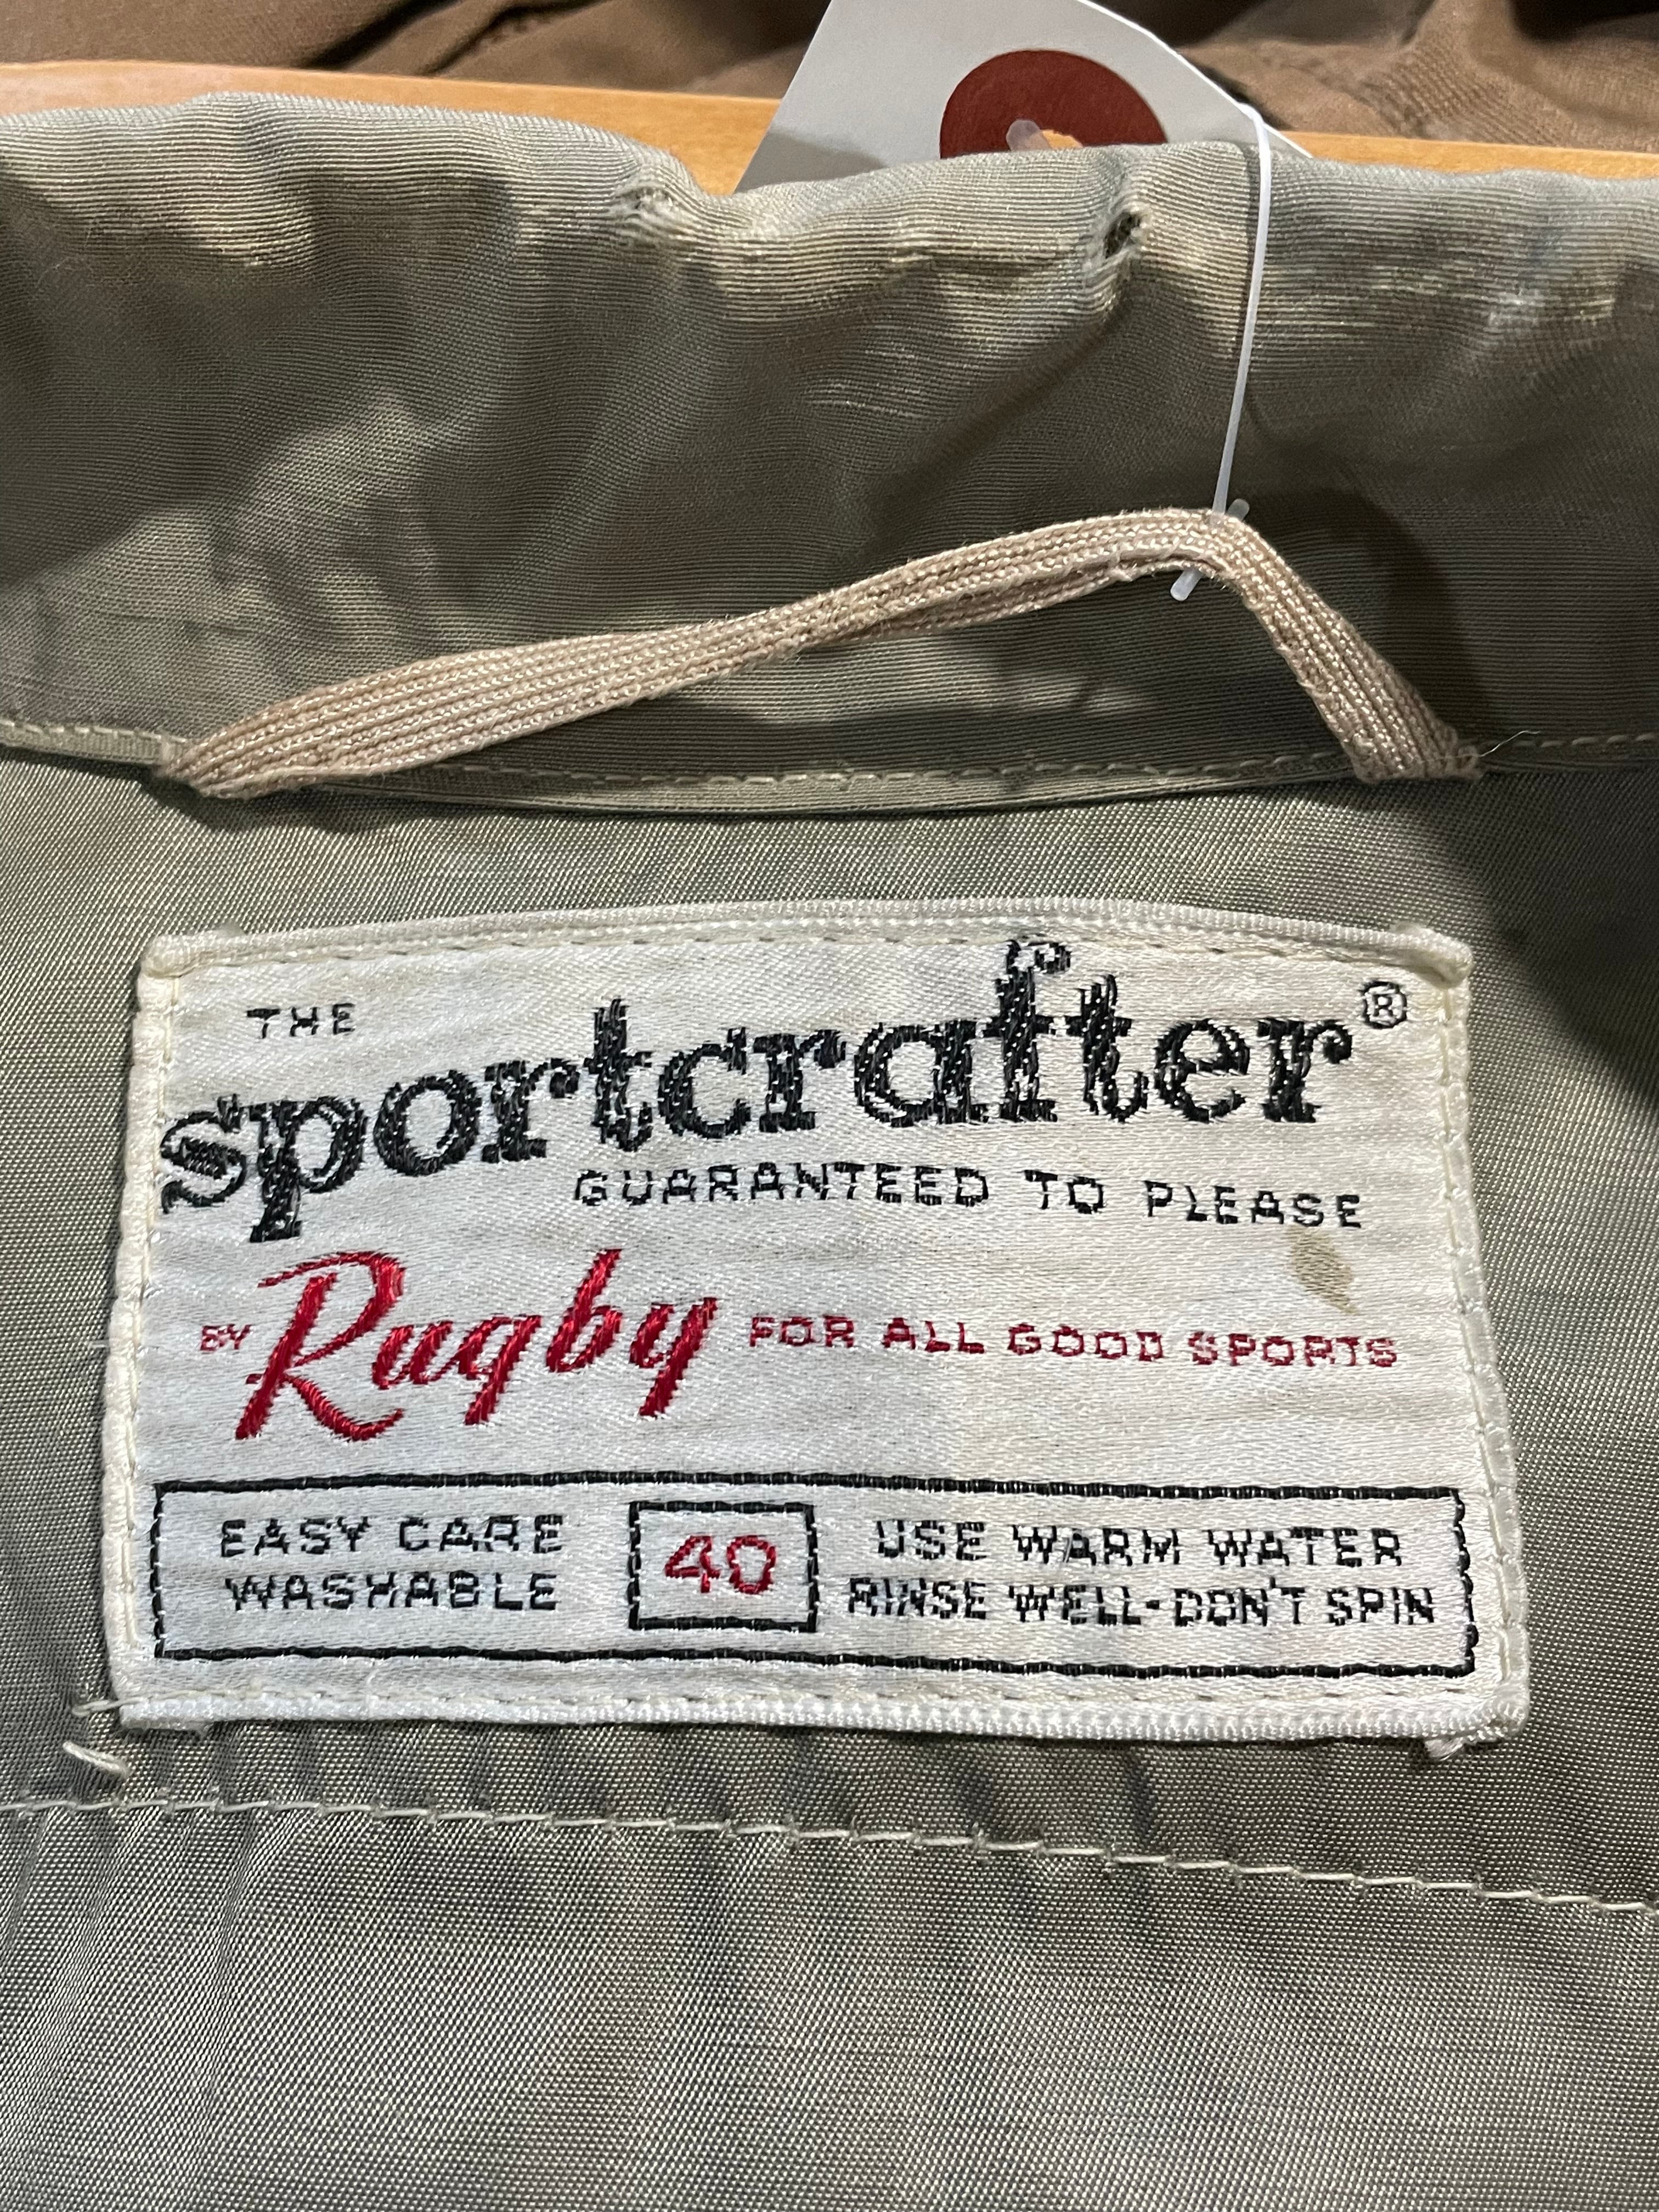 THE
sportcrafter®
GUARANTEED TO PLEASE
BY Rugby FOR ALL GOOD SPORTS
EASY CARE
WASHABLE
40
USE WARM WATER
RINSE WELL-DON'T SPIN